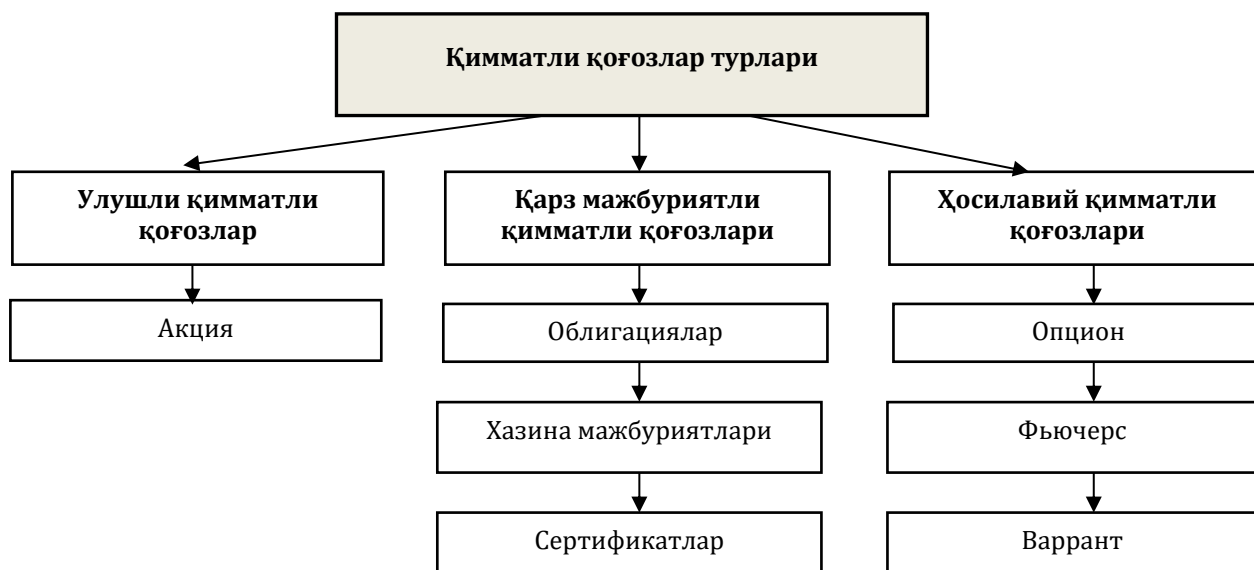 Қимматли қоғозлар турлари
Улушли қимматли
қоғозлар
Қарз мажбуриятли
қимматли қоғозлари
Ҳосилавий қимматли
қоғозлари
Акция
Облигациялар
Опцион
Хазина мажбуриятлари
Фьючерс
Сертификатлар
Варрант